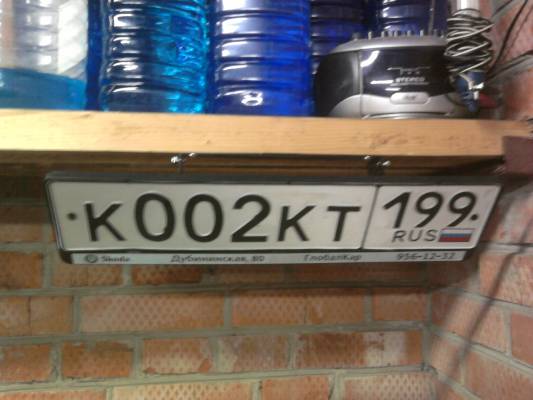 К002КТ 199
RUS
Skoda Дубининская, 80 ГлобалКар 956-12-32